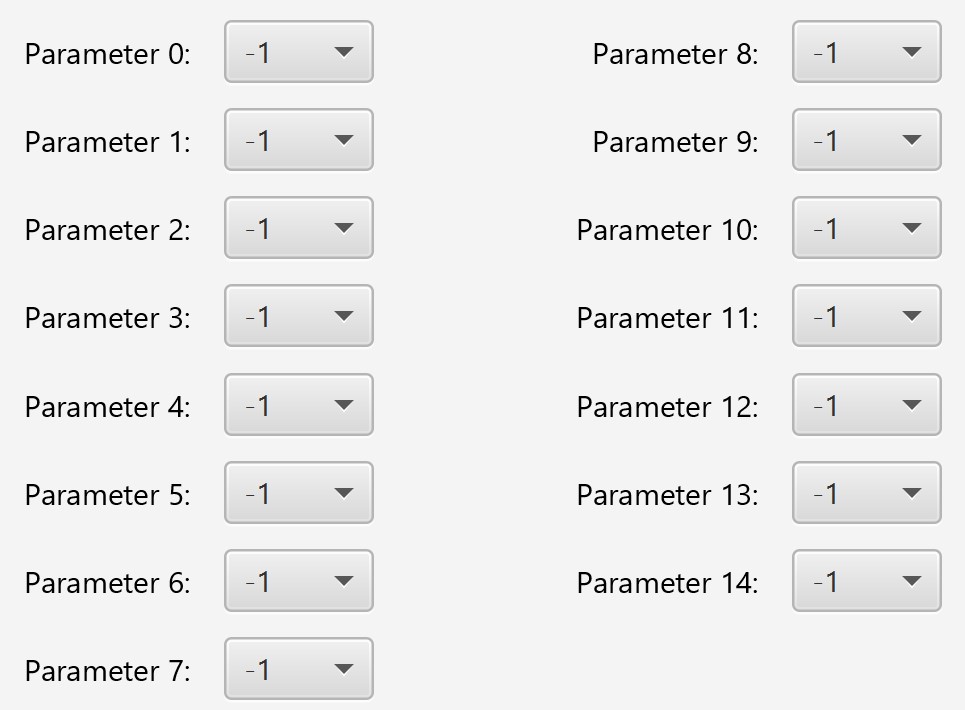 Parameter 0: -1
Parameter 1: -1
Parameter 2: -1
Parameter 3: -1
Parameter 4: -1
Parameter 5: -1
Parameter 6: -1
Parameter 7: -1
Parameter 8: -1
Parameter 9: -1
Parameter 10: -1
Parameter 11: -1
Parameter 12: -1
Parameter 13: -1
Parameter 14: -1